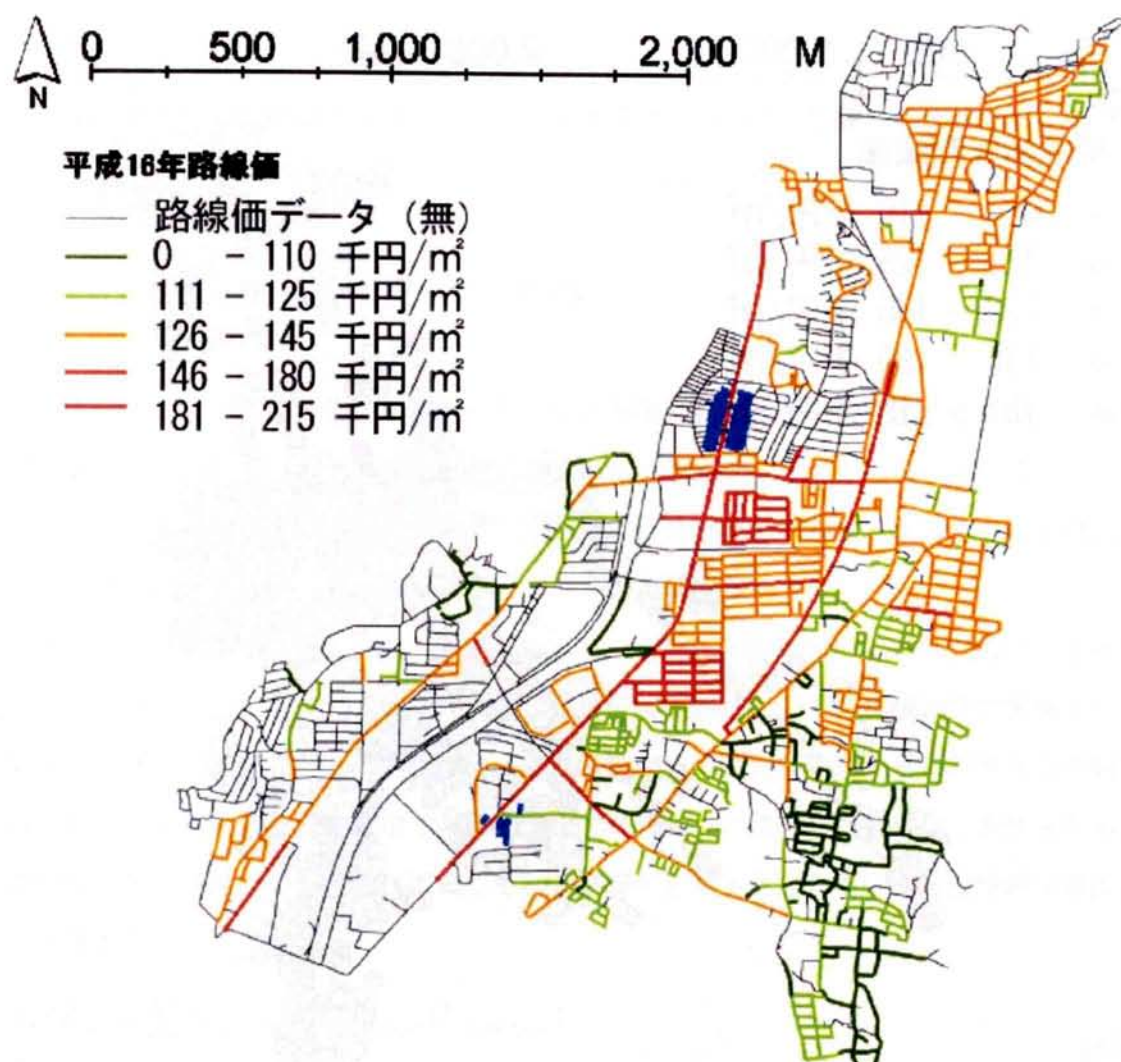 0 500 1,000 2,000 M
N
平成16年路線価
路線価データ (無)
0 - 110 千円/㎡
111 - 125 千円/㎡
126 - 145 千円/㎡
146 - 180 千円/㎡
181 - 215 千円/㎡